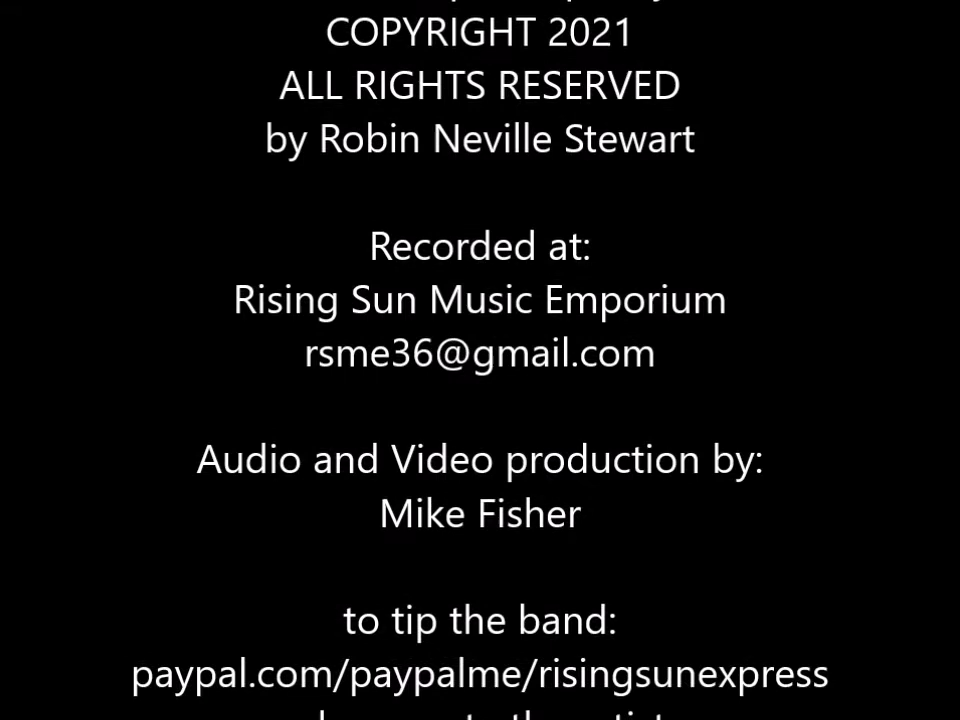 COPYRIGHT 2021
ALL RIGHTS RESERVED
by Robin Neville Stewart
Recorded at:
Rising Sun Music Emporium
rsme36@gmail.com
Audio and Video production by:
Mike Fisher
to tip the band:
paypal.com/paypalme/risingsunexpress